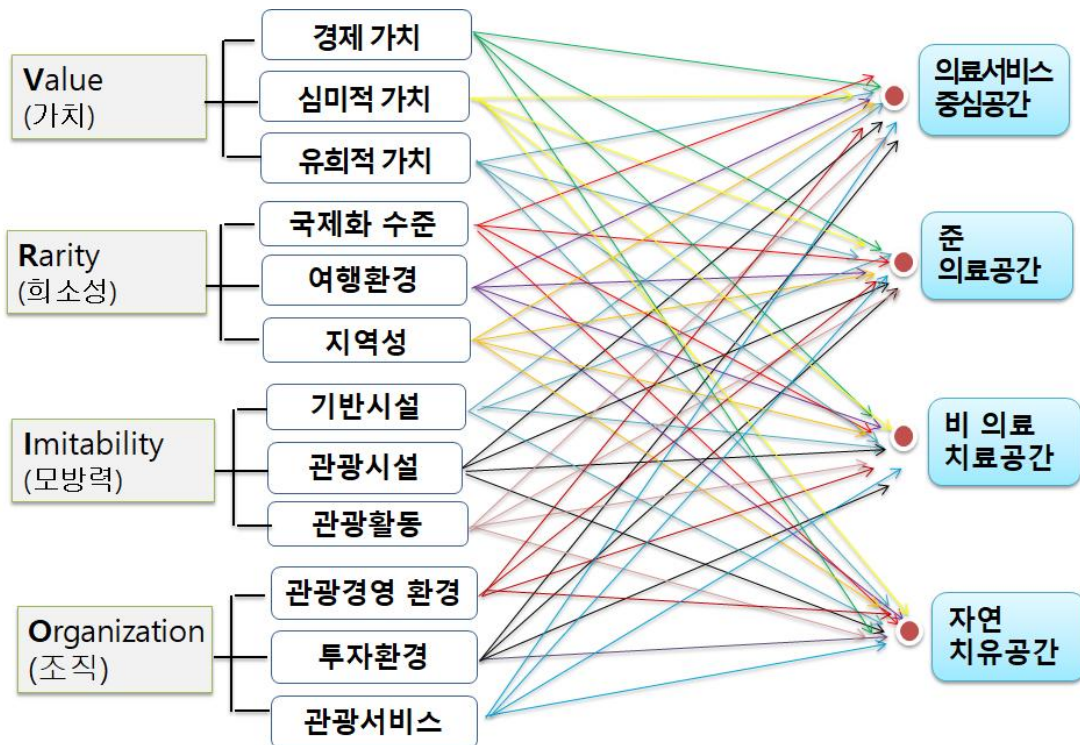 Value
(가치)
경제 가치
심미적 가치
유희적 가치
Rarity
(희소성)
국제화 수준
여행환경
지역성
Imitability
(모방력)
기반시설
관광시설
관광활동
Organization
(조직)
관광경영 환경
투자환경
관광서비스
의료서비스
중심공간
준
의료공간
비 의료
치료공간
자연
치유공간